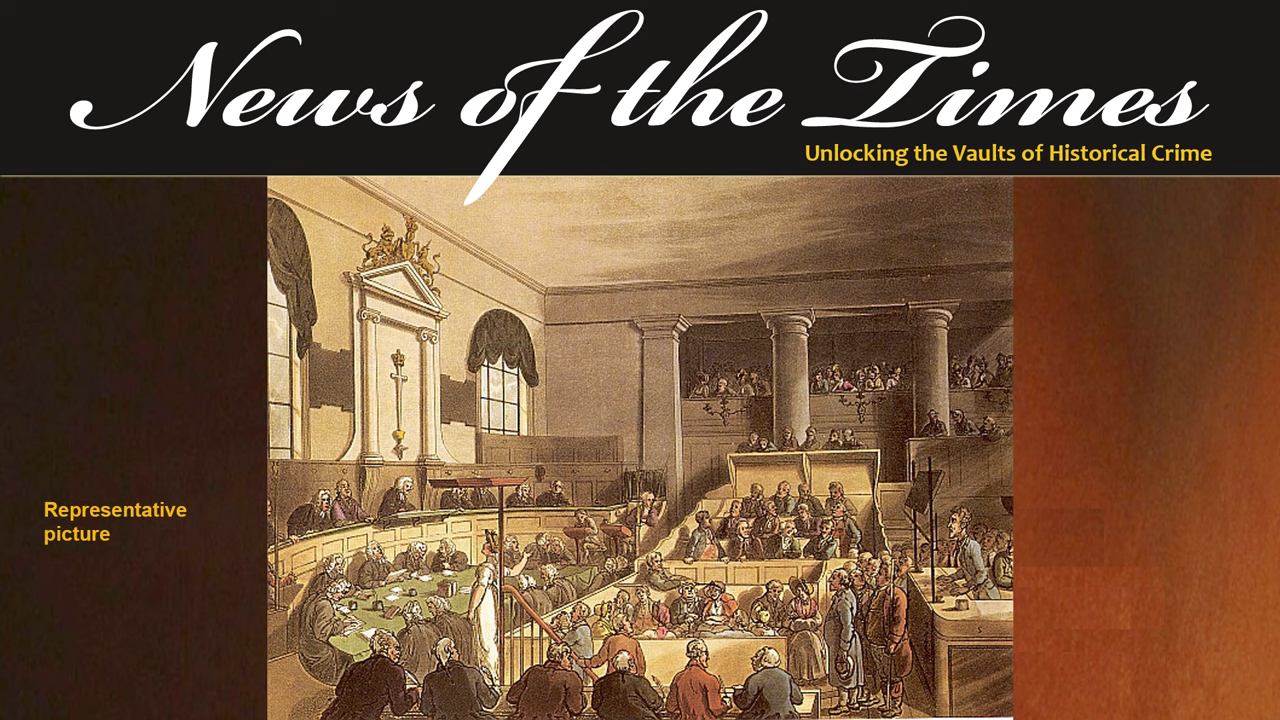 News of the Times
Unlocking the Vaults of Historical Crime
Representative
picture